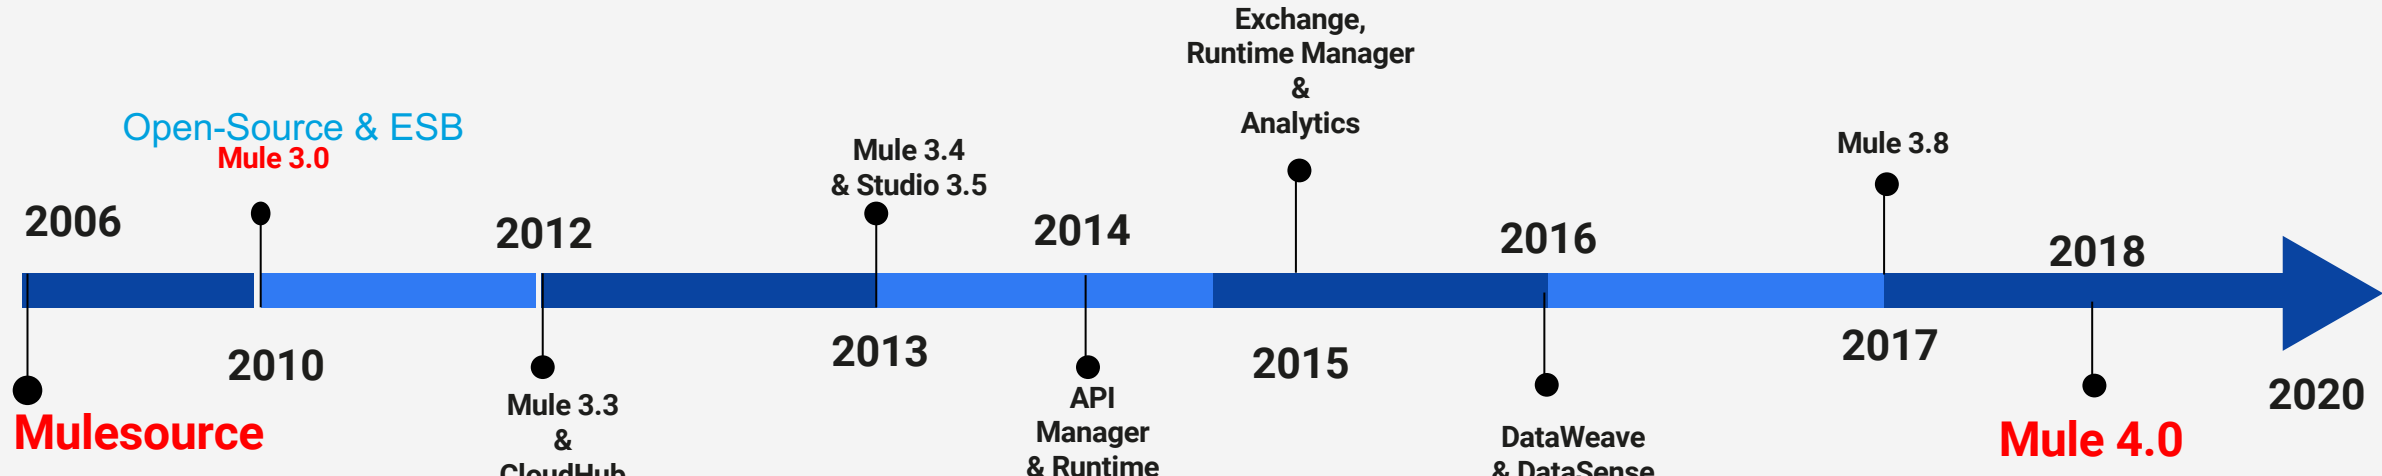 Exchange,
Runtime Manager
&
Analytics
Open-Source & ESB
Mule 3.0
Mule 3.4
& Studio 3.5
Mule 3.8
2006
2012
2014
2016
2018
2010
2013
2015
2017
2020
Mulesource
Mule 3.3
&
CloudHub
API
Manager
& Runtime
DataWeave
& DataSense
Mule 4.0